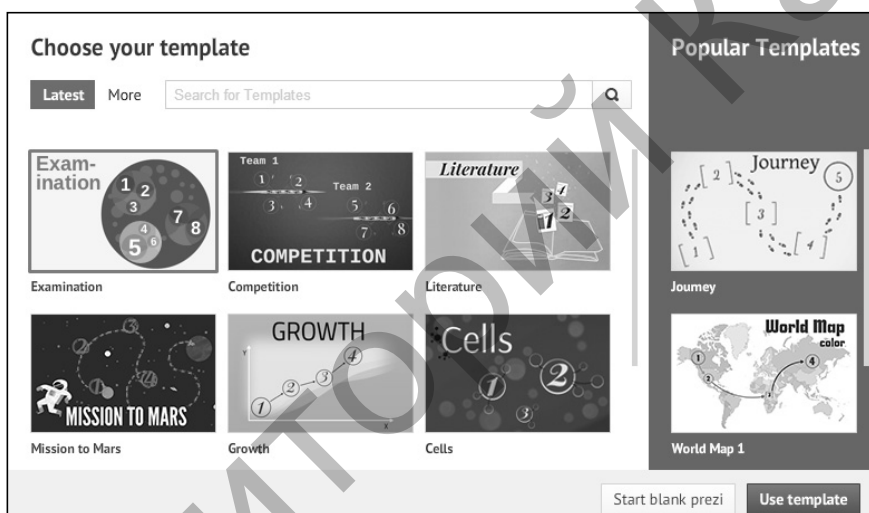 Choose your template
Popular Templates
Latest
More
Search for Templates
Exam-
ination
1 2
3
4
5 6
7
8
Examination
Team 1
1 2
3 4
Team 2
5 6
7 8
COMPETITION
Competition
Literature
3 4
1 2
Literature
Journey
1
2
3
4
5
Journey
MISSION TO MARS
Mission to Mars
GROWTH
Y
1
2
3
4
X
Growth
Cells
1
2
3
Cells
World Map
color
1
4
World Map 1
Start blank prezi
Use template